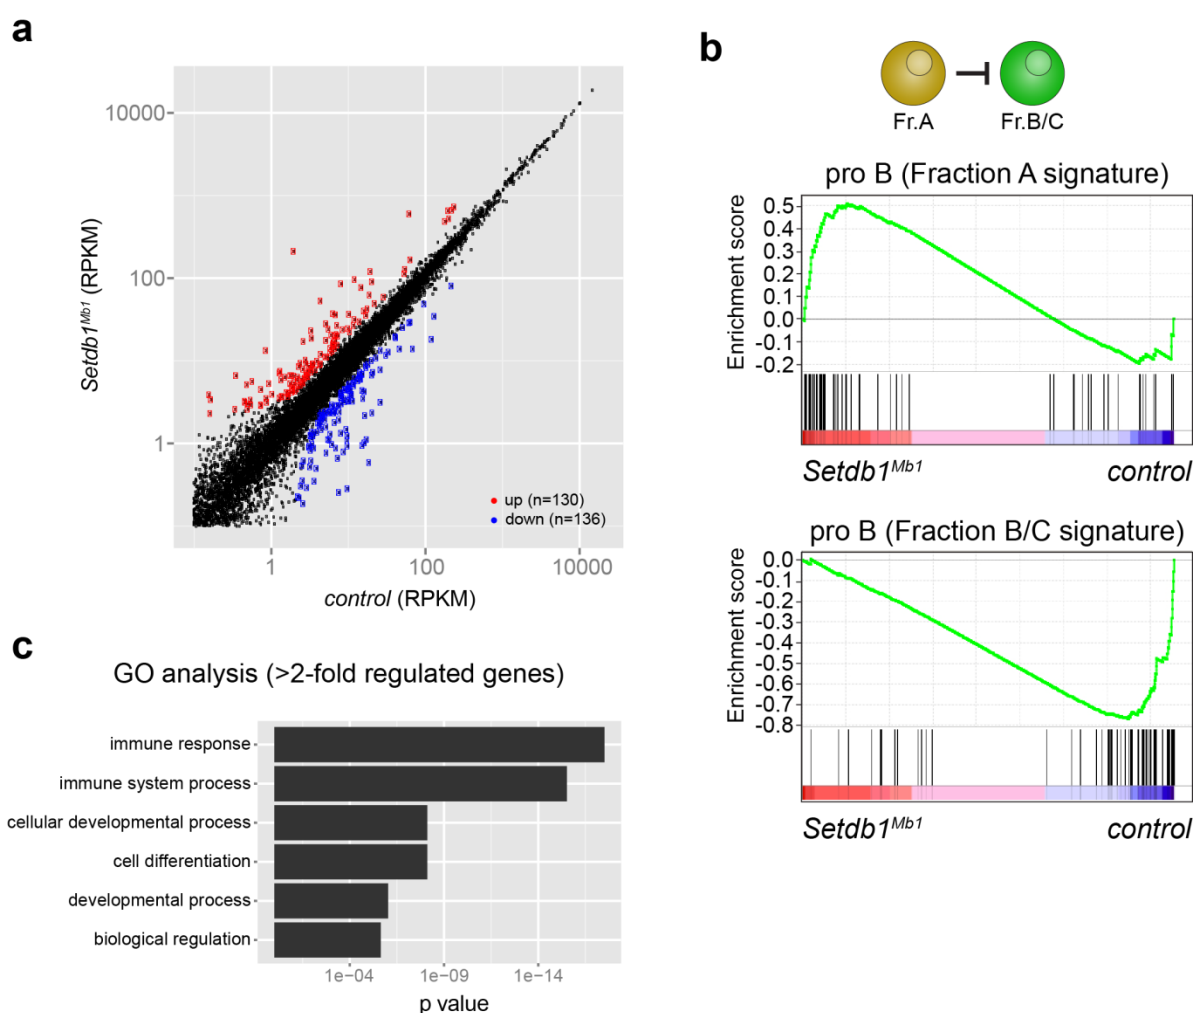 a
10000
100
1
Setdb1Mb1 (RPKM)
up (n=130)
down (n=136)
1
100
10000
control (RPKM)
b
Fr.A
Fr.B/C
pro B (Fraction A signature)
Enrichment score
0.5
0.4
0.3
0.2
0.1
0.0
-0.1
-0.2
Setdb1Mb1
control
pro B (Fraction B/C signature)
Enrichment score
0.0
-0.1
-0.2
-0.3
-0.4
-0.5
-0.6
-0.7
-0.8
Setdb1Mb1
control
c
GO analysis (>2-fold regulated genes)
immune response
immune system process
cellular developmental process
cell differentiation
developmental process
biological regulation
1e-04
1e-09
1e-14
p value